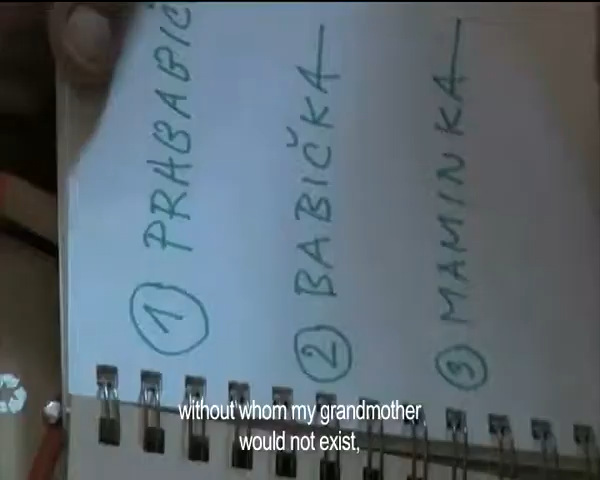 ① PRABABIČ
② BABIČKA
③ MAMINKA
without whom my grandmother
would not exist,